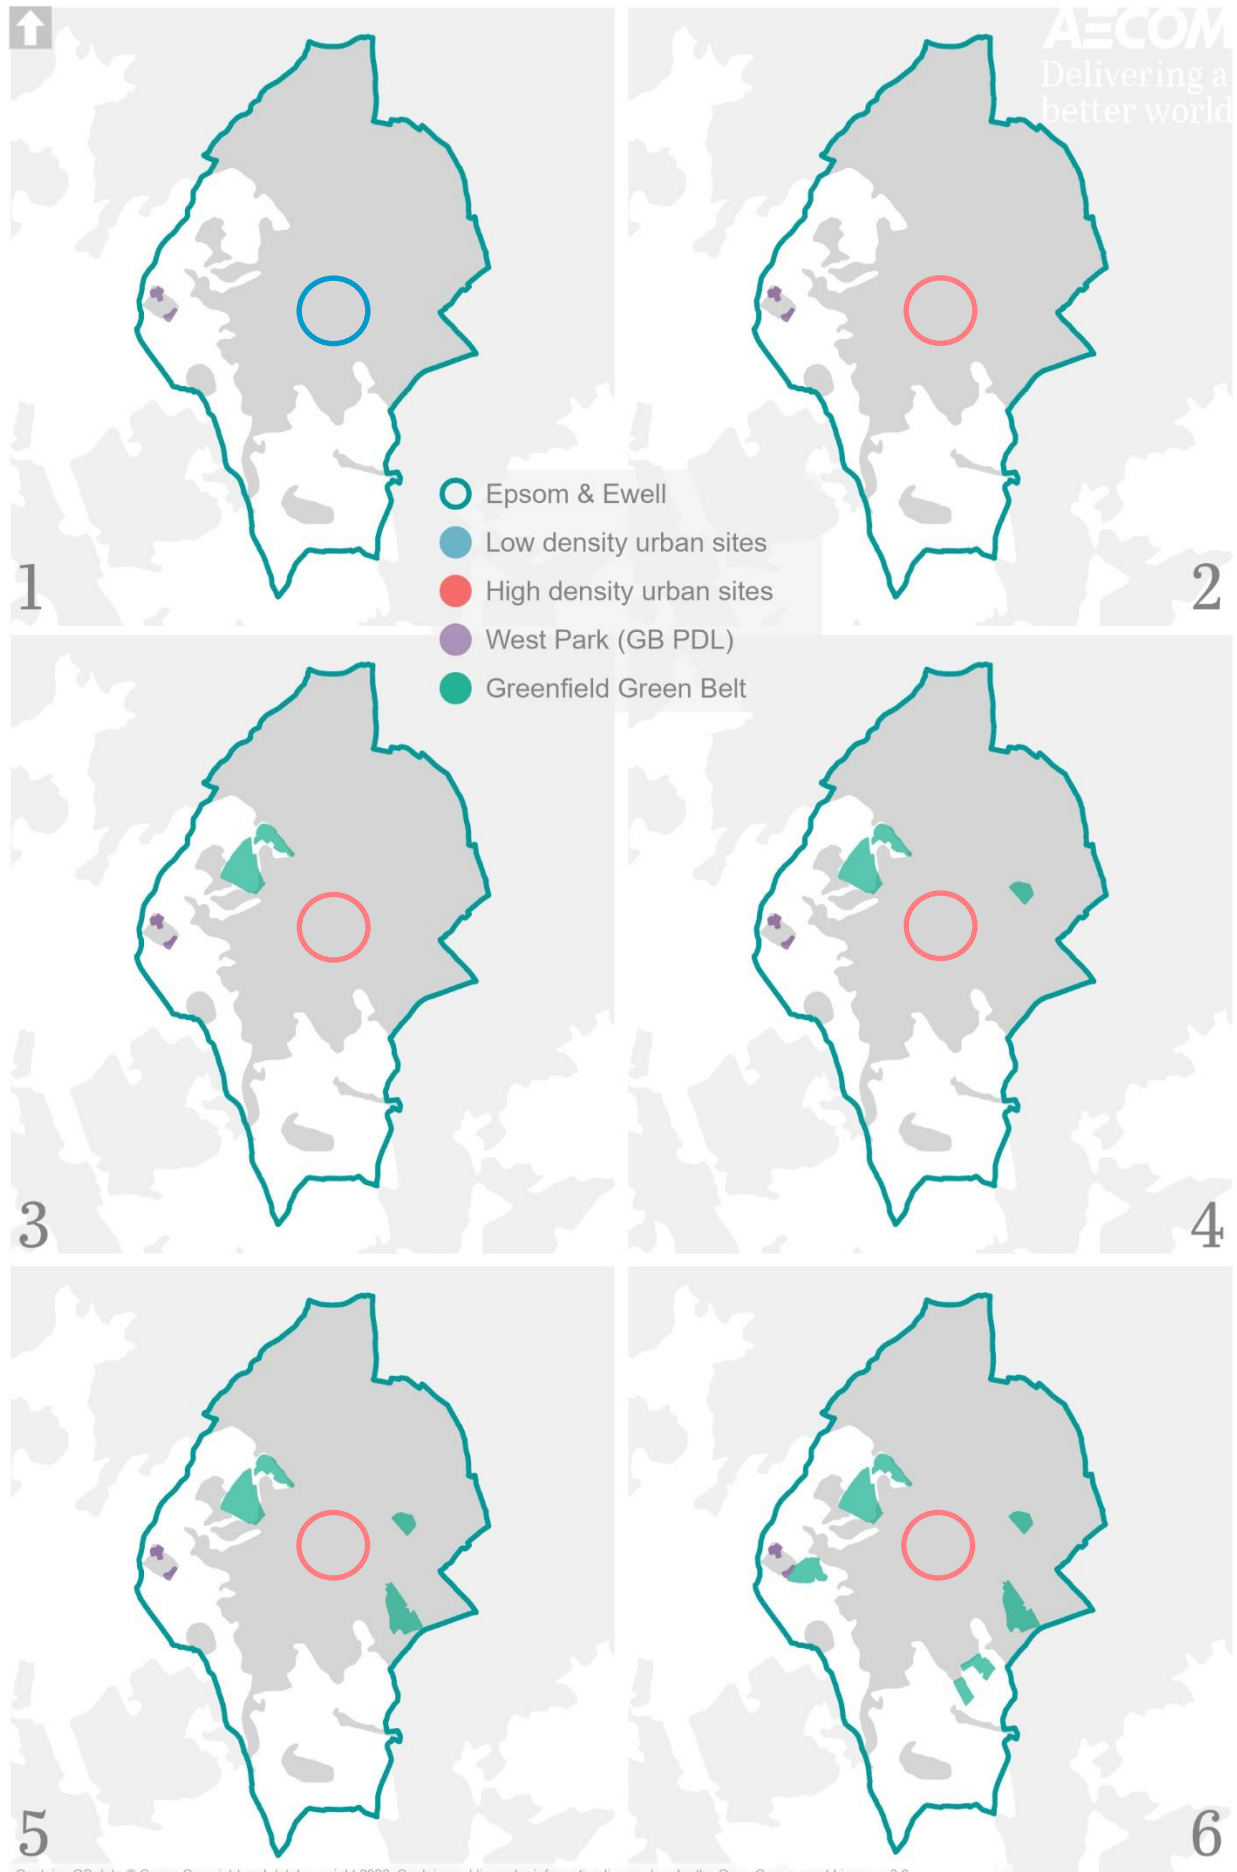 AECOM
Delivering a
better world
Epsom & Ewell
Low density urban sites
High density urban sites
West Park (GB PDL)
Greenfield Green Belt
1
2
3
4
5
6